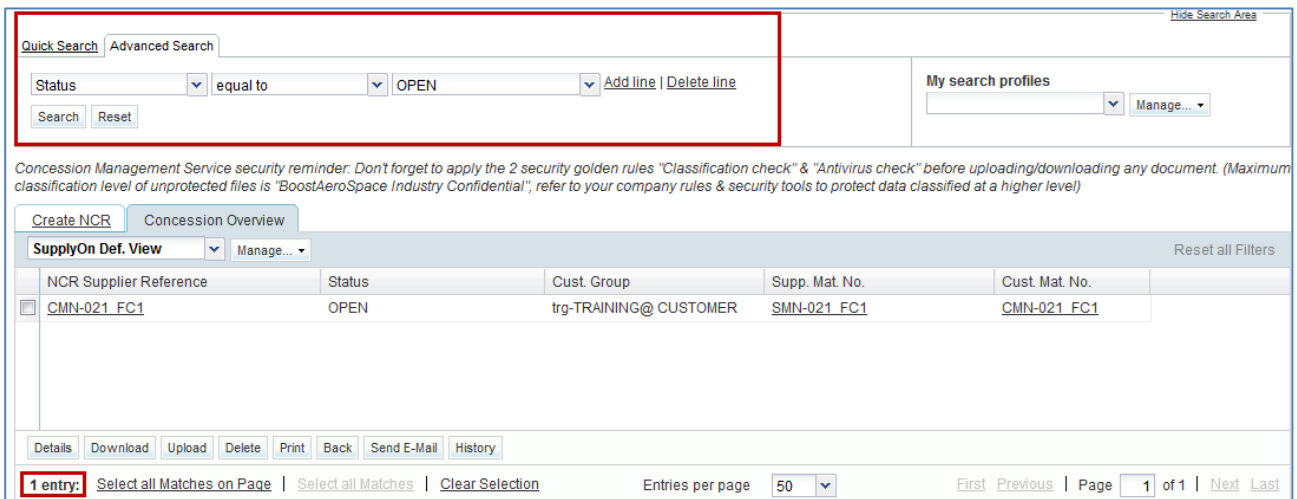 Hide Search Area
Quick Search Advanced Search
Status equal to OPEN Add line | Delete line
My search profiles
Manage...
Search Reset
Concession Management Service security reminder: Don't forget to apply the 2 security golden rules "Classification check" & "Antivirus check" before uploading/downloading any document. (Maximum
classification level of unprotected files is "BoostAeroSpace Industry Confidential", refer to your company rules & security tools to protect data classified at a higher level)
Create NCR Concession Overview
SupplyOn Def. View Manage... Reset all Filters
NCR Supplier Reference Status Cust. Group Supp. Mat. No. Cust. Mat. No.
CMN-021_FC1 OPEN trg-TRAINING@ CUSTOMER SMN-021_FC1 CMN-021_FC1
Details Download Upload Delete Print Back Send E-Mail History
1 entry: Select all Matches on Page | Select all Matches | Clear Selection Entries per page 50 First Previous | Page 1 of 1 | Next Last